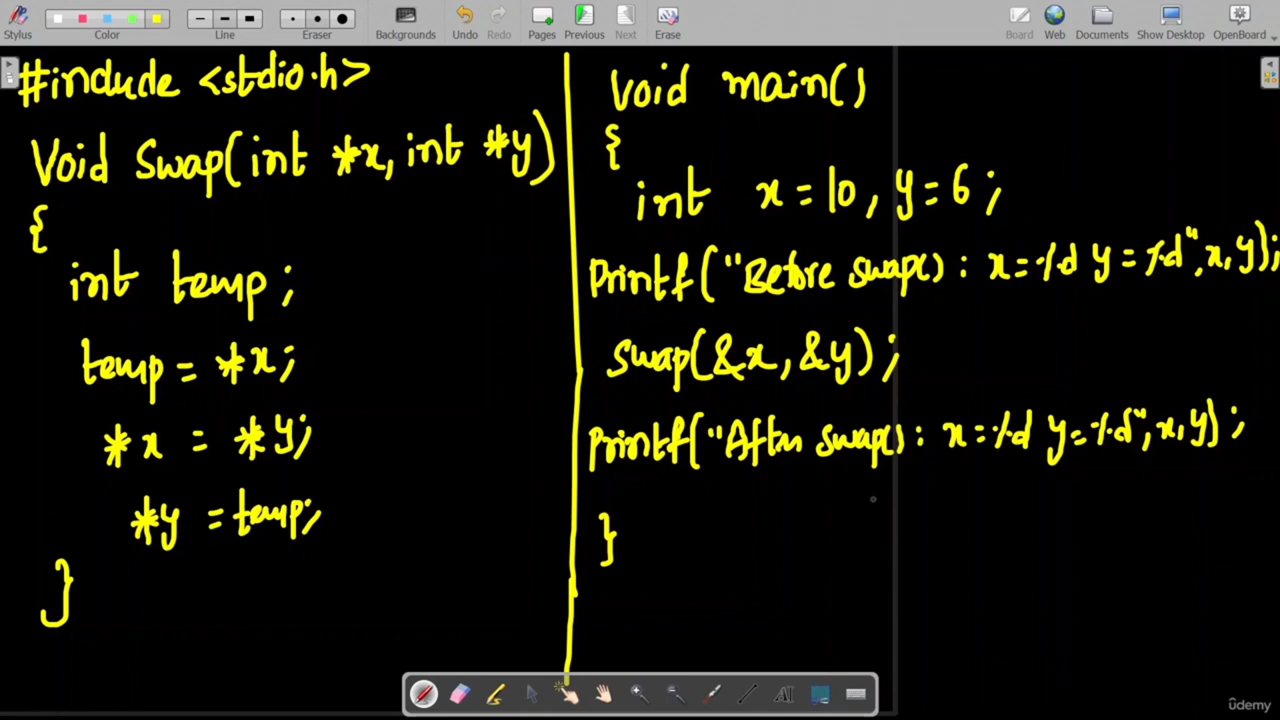 Stylus Color Line Eraser Backgrounds Undo Redo Pages Previous Next Erase Board Web Documents Show Desktop OpenBoard
#include <stdio.h>
Void Swap(int *x, int *y)
{
int temp;
temp = *x;
*x = *y;
*y = temp;
}
Void main()
{
int x = 10, y = 6;
Printf("Before swap() : x = %d y = %d", x, y);
swap(&x, &y);
Printf("After swap() : x = %d y = %d", x, y);
}
ûdemy